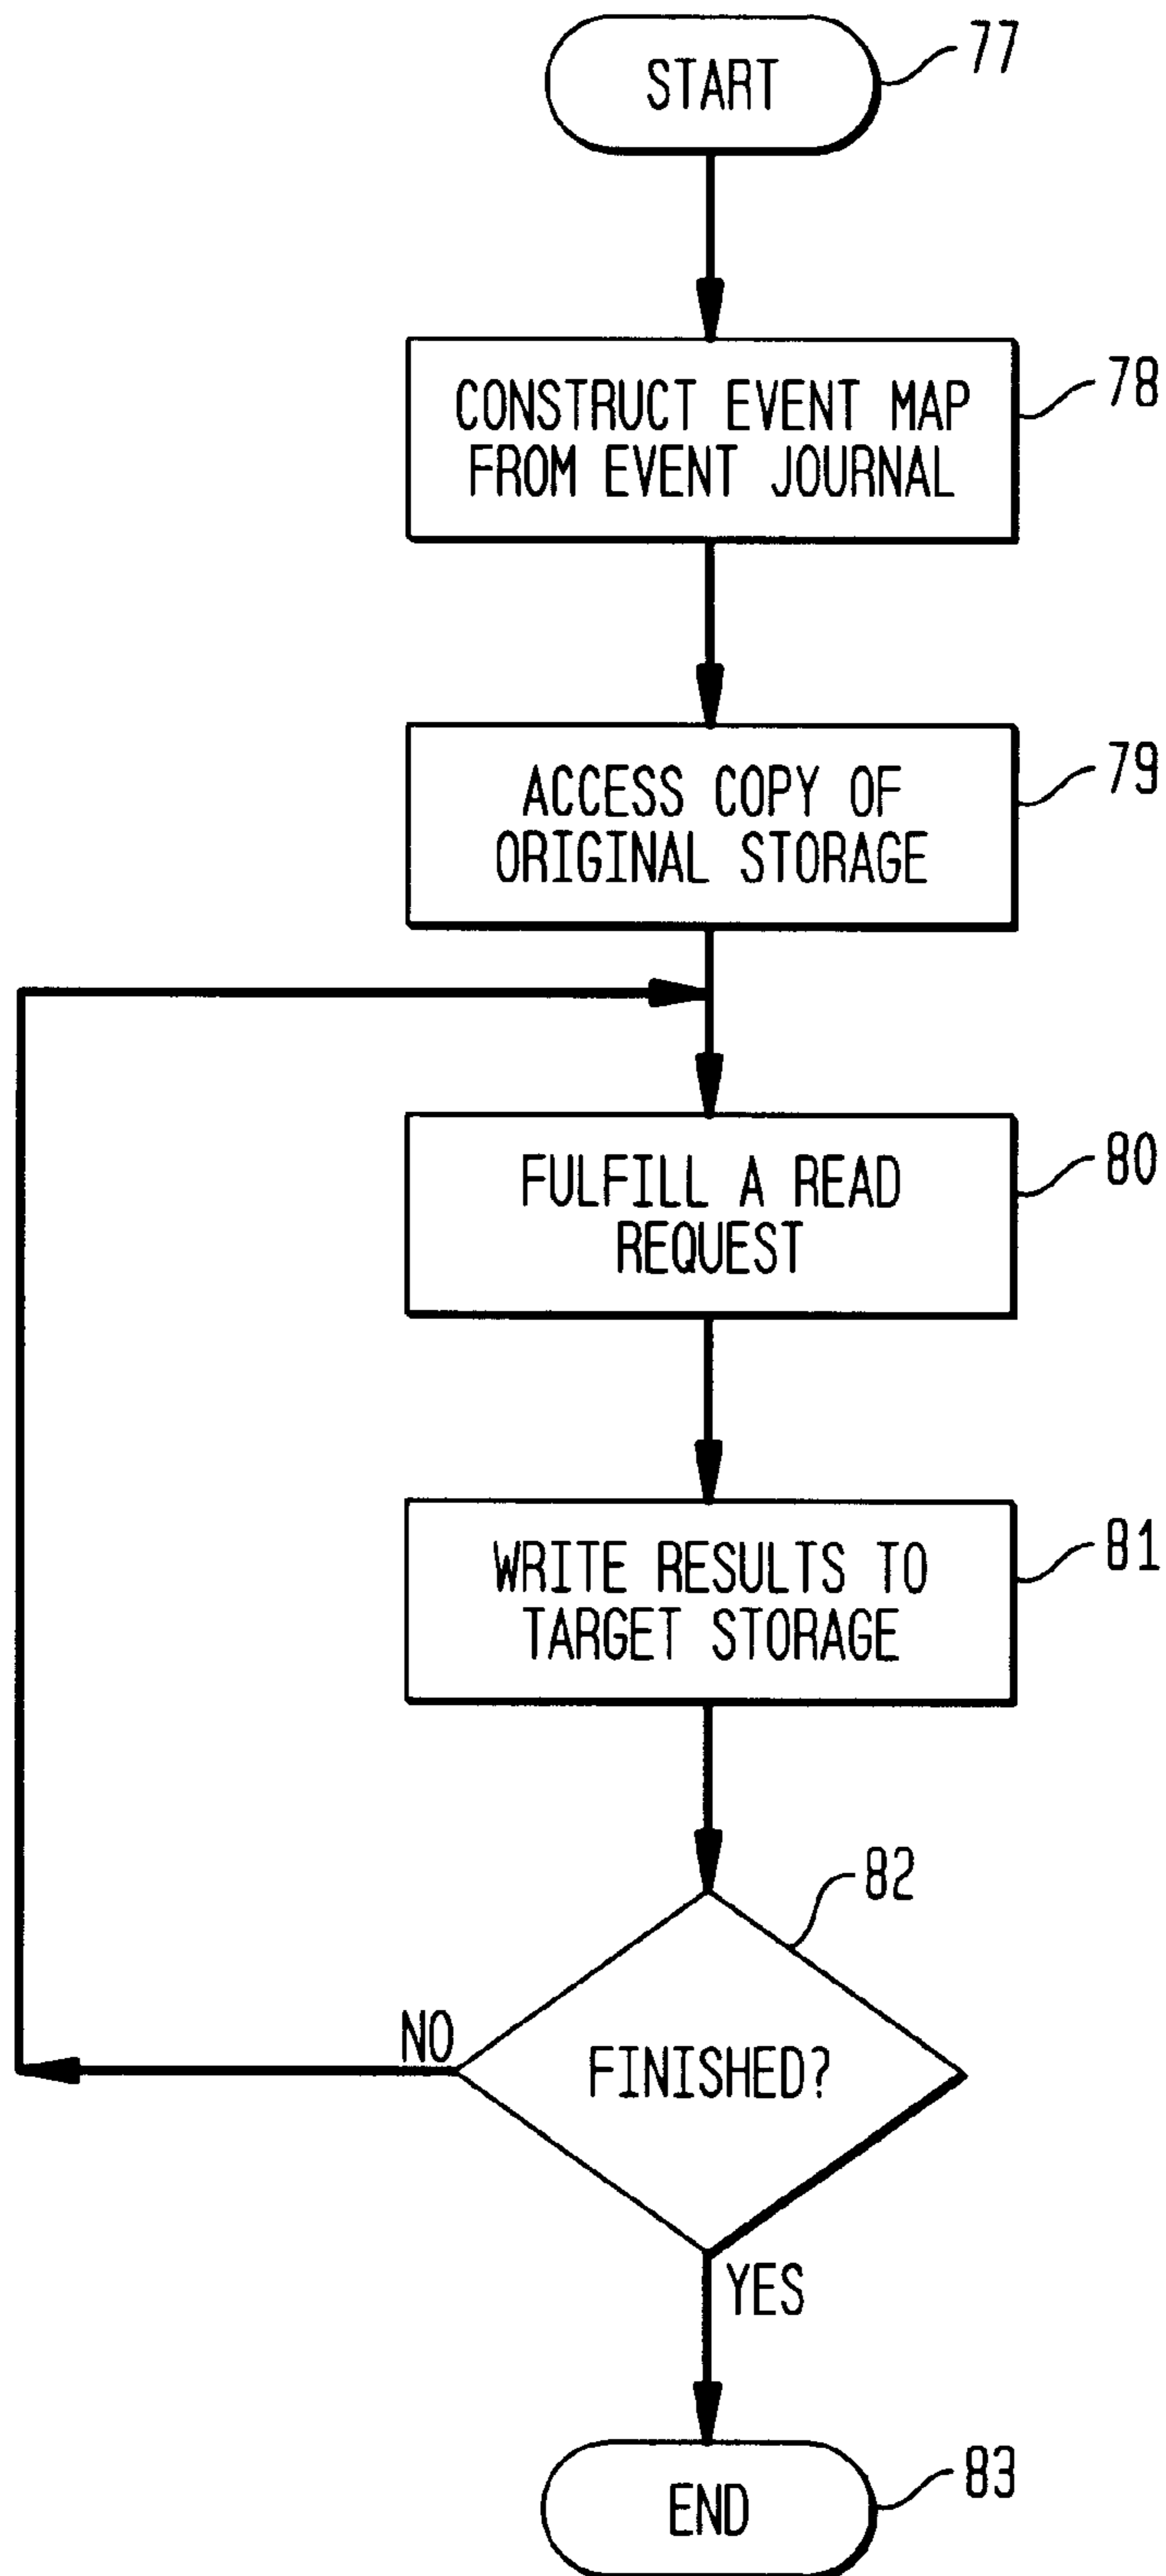 START
77
CONSTRUCT EVENT MAP
FROM EVENT JOURNAL
78
ACCESS COPY OF
ORIGINAL STORAGE
79
FULFILL A READ
REQUEST
80
WRITE RESULTS TO
TARGET STORAGE
81
82
NO
FINISHED?
YES
END
83